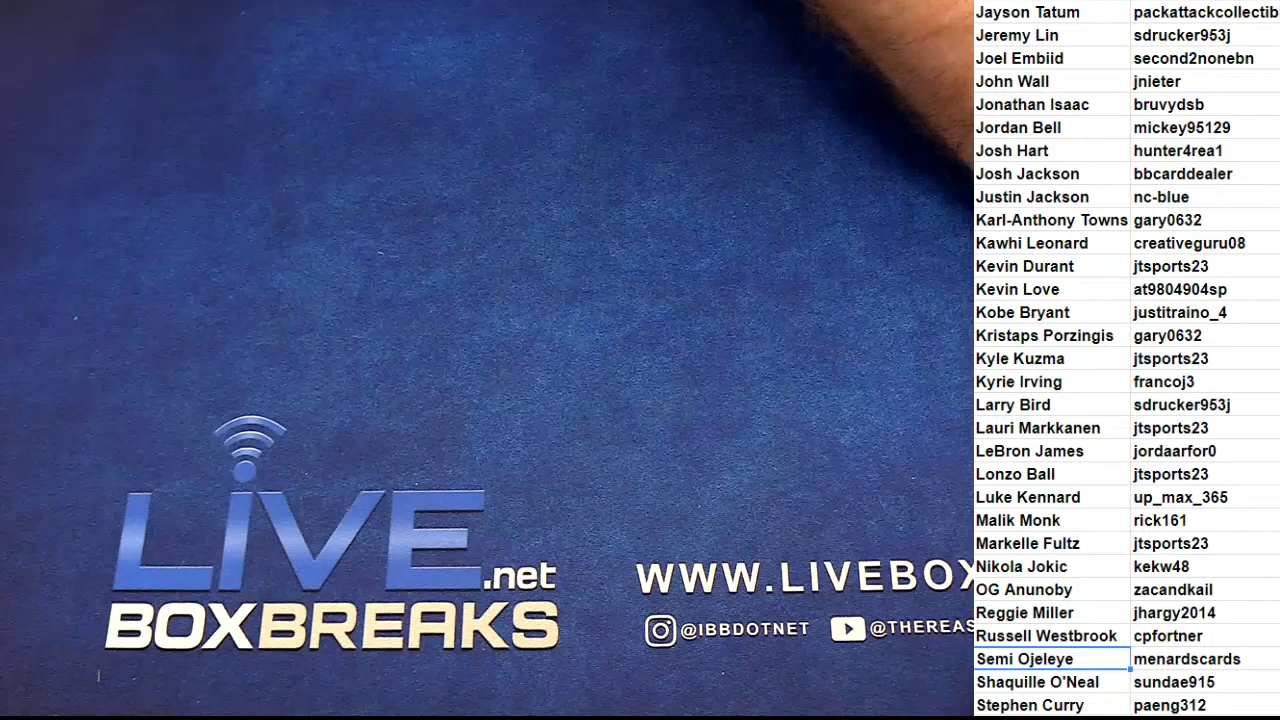 LIVE.net
BOXBREAKS
WWW.LIVEBOX
@IBBDOTNET @THEREAS
Jayson Tatum packattackcollectib
Jeremy Lin sdrucker953j
Joel Embiid second2nonebn
John Wall jnieter
Jonathan Isaac bruvydsb
Jordan Bell mickey95129
Josh Hart hunter4rea1
Josh Jackson bbcarddealer
Justin Jackson nc-blue
Karl-Anthony Towns gary0632
Kawhi Leonard creativeguru08
Kevin Durant jtsports23
Kevin Love at9804904sp
Kobe Bryant justitraino_4
Kristaps Porzingis gary0632
Kyle Kuzma jtsports23
Kyrie Irving francoj3
Larry Bird sdrucker953j
Lauri Markkanen jtsports23
LeBron James jordaarfor0
Lonzo Ball jtsports23
Luke Kennard up_max_365
Malik Monk rick161
Markelle Fultz jtsports23
Nikola Jokic kekw48
OG Anunoby zacandkail
Reggie Miller jhargy2014
Russell Westbrook cpfortner
Semi Ojeleye menardscards
Shaquille O'Neal sundae915
Stephen Curry paeng312